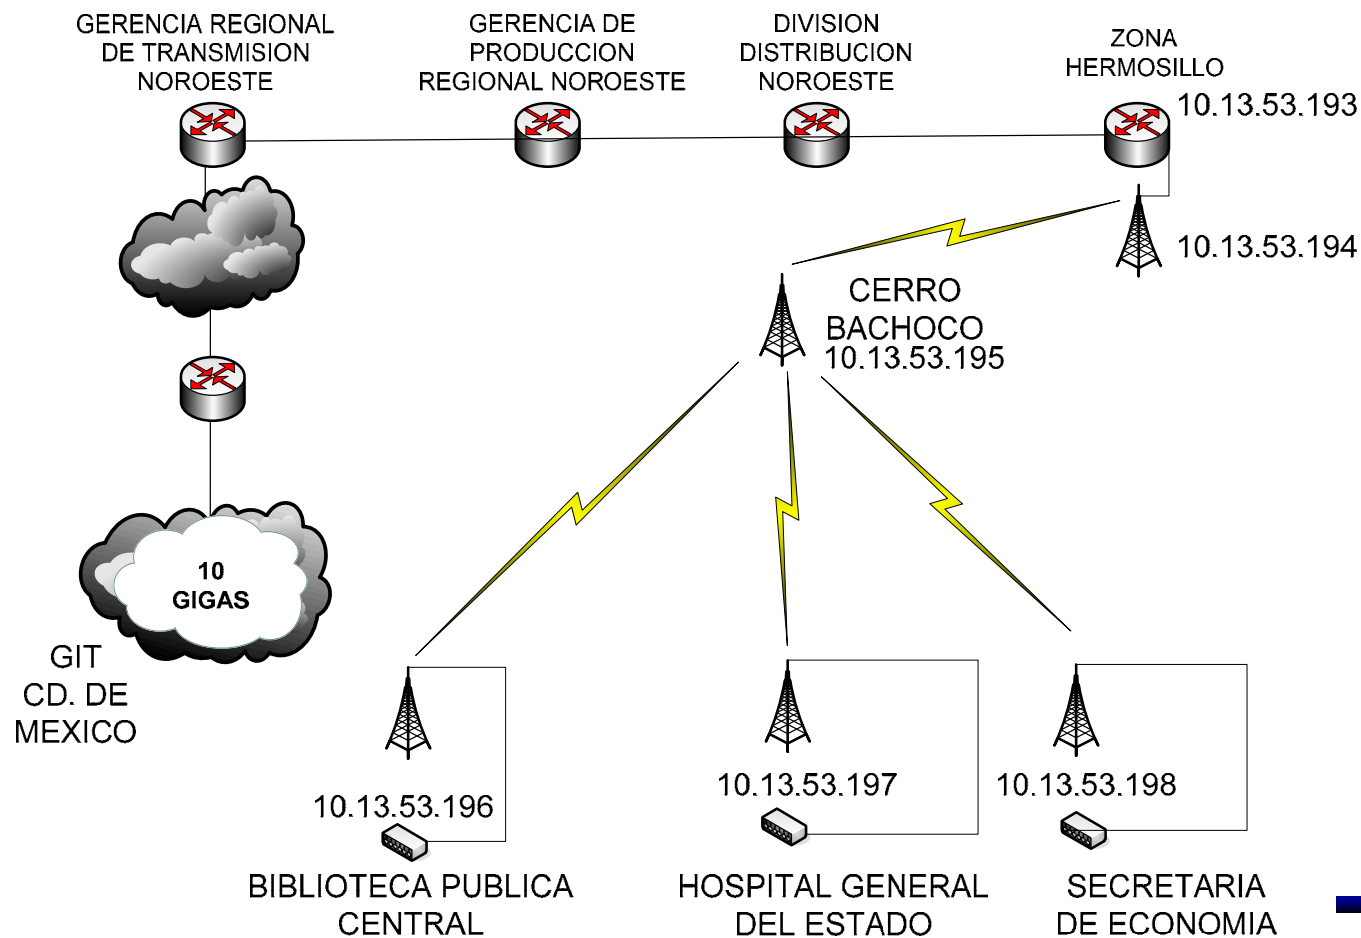 GERENCIA REGIONAL
DE TRANSMISION
NOROESTE
GERENCIA DE
PRODUCCION
REGIONAL NOROESTE
DIVISION
DISTRIBUCION
NOROESTE
ZONA
HERMOSILLO
10.13.53.193
10.13.53.194
CERRO
BACHOCO
10.13.53.195
10
GIGAS
GIT
CD. DE
MEXICO
10.13.53.196
BIBLIOTECA PUBLICA
CENTRAL
10.13.53.197
HOSPITAL GENERAL
DEL ESTADO
10.13.53.198
SECRETARIA
DE ECONOMIA